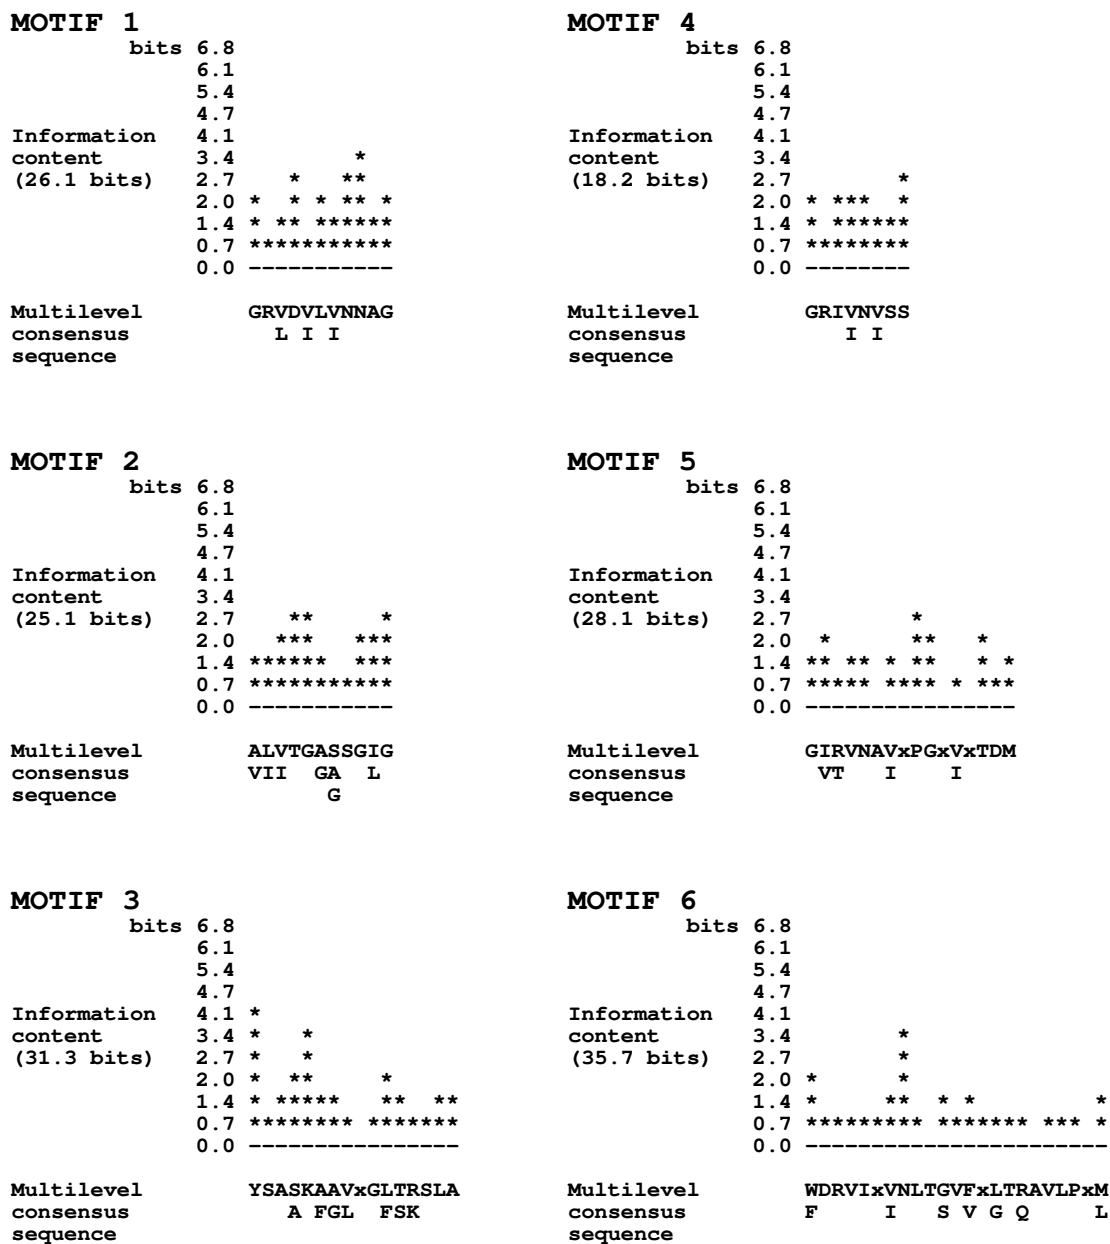 MOTIF 1
bits 6.8
6.1
5.4
4.7
Information 4.1
content 3.4 *
(26.1 bits) 2.7 * **
2.0 * * * ** *
1.4 * ** ******
0.7 ***********
0.0 -----------
Multilevel GRVDVLVNNAG
consensus L I I
sequence
MOTIF 2
bits 6.8
6.1
5.4
4.7
Information 4.1
content 3.4
(25.1 bits) 2.7 ** *
2.0 *** ***
1.4 ****** ***
0.7 ***********
0.0 -----------
Multilevel ALVTGASSGIG
consensus VII GA L
sequence G
MOTIF 3
bits 6.8
6.1
5.4
4.7
Information 4.1 *
content 3.4 * *
(31.3 bits) 2.7 * *
2.0 * ** *
1.4 * ***** ** **
0.7 ******** *******
0.0 ----------------
Multilevel YSASKAAVxGLTRSLA
consensus A FGL FSK
sequence
MOTIF 4
bits 6.8
6.1
5.4
4.7
Information 4.1
content 3.4
(18.2 bits) 2.7 *
2.0 * *** *
1.4 * ******
0.7 ********
0.0 --------
Multilevel GRIVNVSS
consensus I I
sequence
MOTIF 5
bits 6.8
6.1
5.4
4.7
Information 4.1
content 3.4
(28.1 bits) 2.7 *
2.0 * ** *
1.4 ** ** * ** * *
0.7 ***** **** * ***
0.0 ----------------
Multilevel GIRVNAVxPGxVxTDM
consensus VT I I
sequence
MOTIF 6
bits 6.8
6.1
5.4
4.7
Information 4.1
content 3.4 *
(35.7 bits) 2.7 *
2.0 * *
1.4 * ** * * *
0.7 ********* ******* *** *
0.0 -----------------------
Multilevel WDRVIxVNLTGVFxLTRAVLPxM
consensus F I S V G Q L
sequence